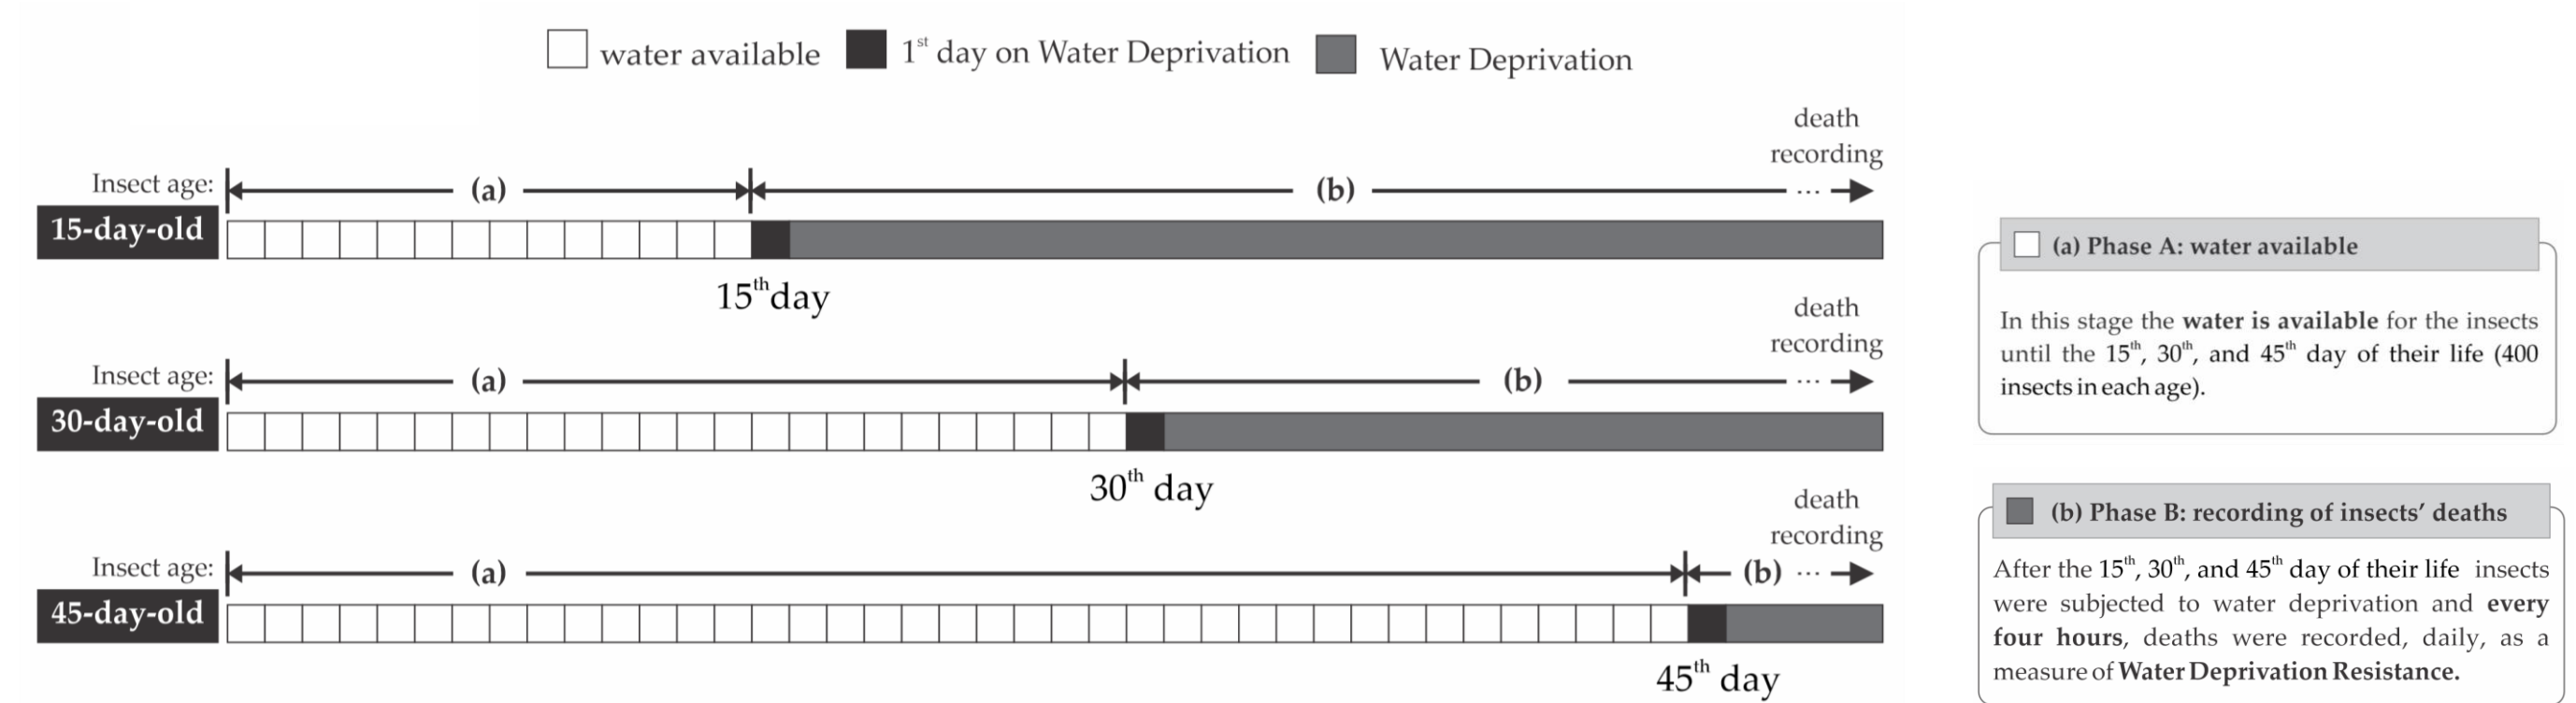 water available 1st day on Water Deprivation Water Deprivation
death
recording
Insect age: (a) (b) ...
15-day-old
15th day
death
recording
Insect age: (a) (b) ...
30-day-old
30th day
death
recording
Insect age: (a) (b) ...
45-day-old
45th day
(a) Phase A: water available
In this stage the water is available for the insects
until the 15th, 30th, and 45th day of their life (400
insects in each age).
(b) Phase B: recording of insects' deaths
After the 15th, 30th, and 45th day of their life insects
were subjected to water deprivation and every
four hours, deaths were recorded, daily, as a
measure of Water Deprivation Resistance.